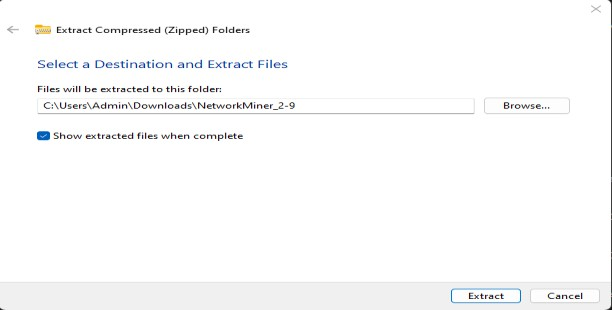 Extract Compressed (Zipped) Folders
Select a Destination and Extract Files
Files will be extracted to this folder:
C:\Users\Admin\Downloads\NetworkMiner_2-9
Browse...
Show extracted files when complete
Extract
Cancel